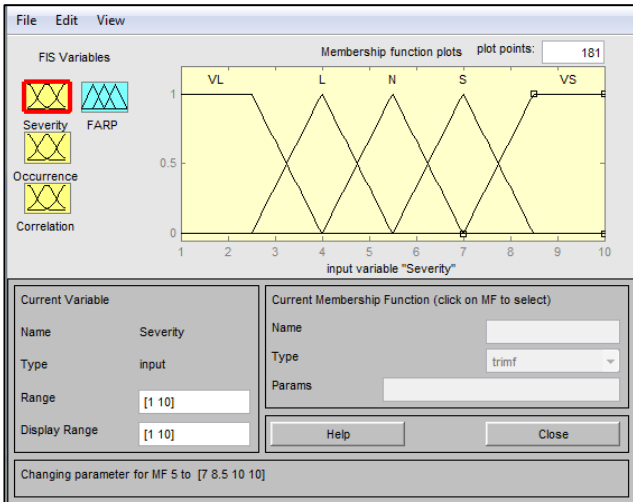 File Edit View
FIS Variables
Membership function plots plot points: 181
VL L N S VS
Severity FARP
Occurrence
Correlation
1
0.5
0
1 2 3 4 5 6 7 8 9 10
input variable "Severity"
Current Variable
Name Severity
Type input
Range [1 10]
Display Range [1 10]
Current Membership Function (click on MF to select)
Name
Type trimf
Params
Help Close
Changing parameter for MF 5 to [7 8.5 10 10]